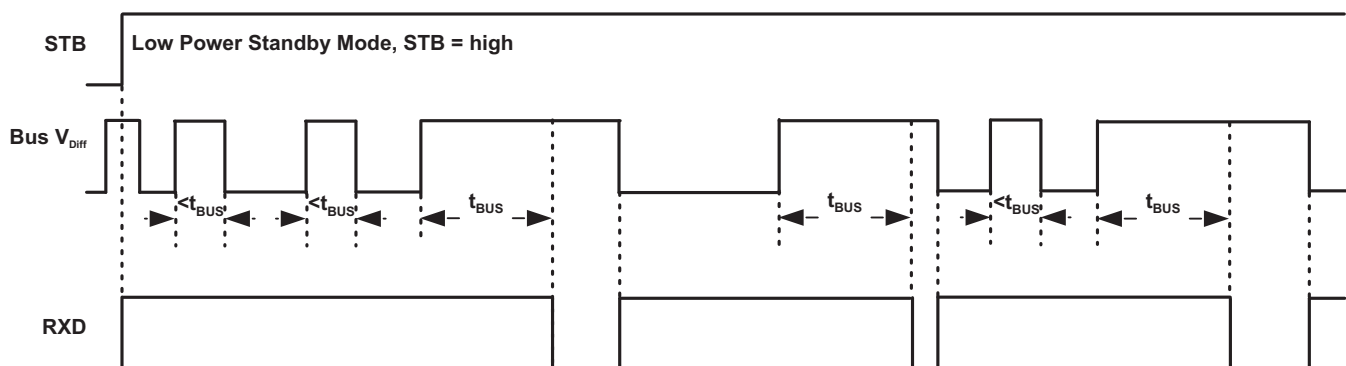 STB
Low Power Standby Mode, STB = high
Bus V_Diff
<t_BUS
<t_BUS
t_BUS
t_BUS
<t_BUS
t_BUS
RXD